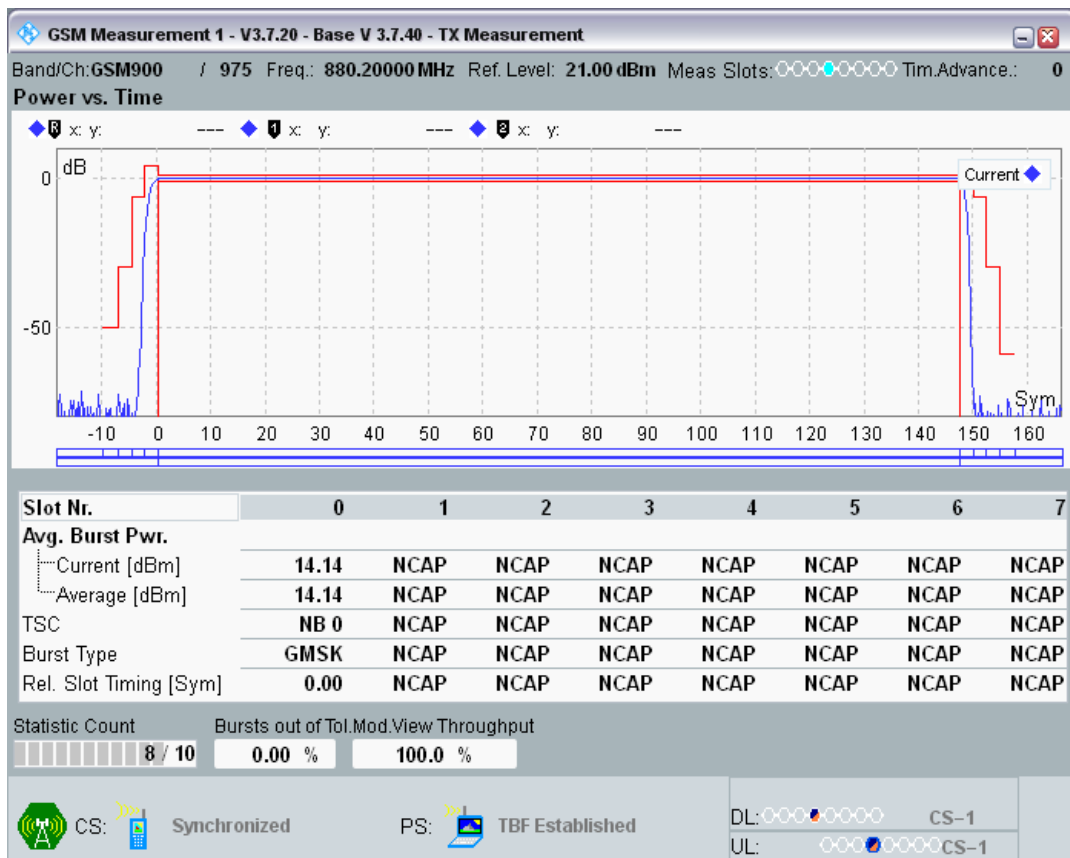 GSM Measurement 1 - V3.7.20 - Base V 3.7.40 - TX Measurement
Band/Ch:GSM900 / 975 Freq.: 880.20000 MHz Ref. Level: 21.00 dBm Meas Slots: Tim.Advance.: 0
Power vs. Time
R x: y: --- 1 x: y: --- 2 x: y: ---
dB
Current
0
-50
Sym
-10 0 10 20 30 40 50 60 70 80 90 100 110 120 130 140 150 160
Slot Nr. 0 1 2 3 4 5 6 7
Avg. Burst Pwr.
Current [dBm] 14.14 NCAP NCAP NCAP NCAP NCAP NCAP NCAP
Average [dBm] 14.14 NCAP NCAP NCAP NCAP NCAP NCAP NCAP
TSC NB 0 NCAP NCAP NCAP NCAP NCAP NCAP NCAP
Burst Type GMSK NCAP NCAP NCAP NCAP NCAP NCAP NCAP
Rel. Slot Timing [Sym] 0.00 NCAP NCAP NCAP NCAP NCAP NCAP NCAP
Statistic Count Bursts out of Tol.Mod.View Throughput
8 / 10 0.00 % 100.0 %
CS: Synchronized PS: TBF Established
DL: CS-1
UL: CS-1